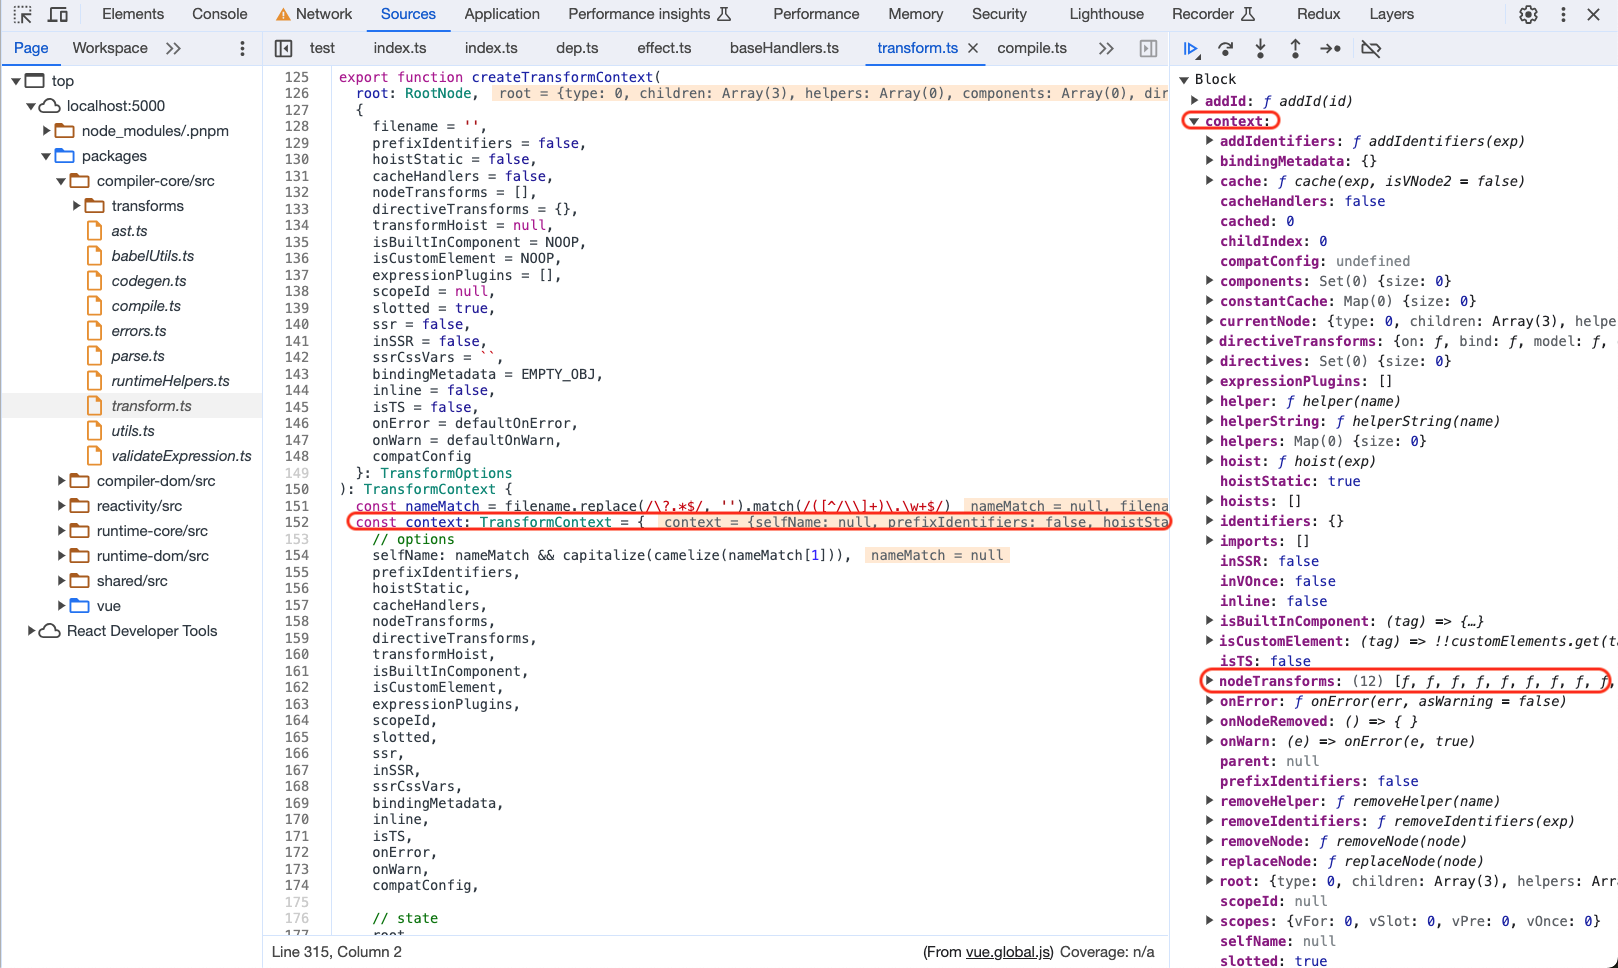 Elements Console Network Sources Application Performance insights Performance Memory Security Lighthouse Recorder Redux Layers
Page Workspace
top
localhost:5000
node_modules/.pnpm
packages
compiler-core/src
transforms
ast.ts
babelUtils.ts
codegen.ts
compile.ts
errors.ts
parse.ts
runtimeHelpers.ts
transform.ts
utils.ts
validateExpression.ts
compiler-dom/src
reactivity/src
runtime-core/src
runtime-dom/src
shared/src
vue
React Developer Tools
test index.ts index.ts dep.ts effect.ts baseHandlers.ts transform.ts compile.ts
125 export function createTransformContext(
126 root: RootNode, root = {type: 0, children: Array(3), helpers: Array(0), components: Array(0), dir
127 {
128 filename = '',
129 prefixIdentifiers = false,
130 hoistStatic = false,
131 cacheHandlers = false,
132 nodeTransforms = [],
133 directiveTransforms = {},
134 transformHoist = null,
135 isBuiltInComponent = NOOP,
136 isCustomElement = NOOP,
137 expressionPlugins = [],
138 scopeId = null,
139 slotted = true,
140 ssr = false,
141 inSSR = false,
142 ssrCssVars = ``,
143 bindingMetadata = EMPTY_OBJ,
144 inline = false,
145 isTS = false,
146 onError = defaultOnError,
147 onWarn = defaultOnWarn,
148 compatConfig
149 }: TransformOptions
150 ): TransformContext {
151 const nameMatch = filename.replace(/\?.*$/, '').match(/([^/\\]+)\.\w+$/) nameMatch = null, filena
152 const context: TransformContext = { context = {selfName: null, prefixIdentifiers: false, hoistSta
153 // options
154 selfName: nameMatch && capitalize(camelize(nameMatch[1])), nameMatch = null
155 prefixIdentifiers,
156 hoistStatic,
157 cacheHandlers,
158 nodeTransforms,
159 directiveTransforms,
160 transformHoist,
161 isBuiltInComponent,
162 isCustomElement,
163 expressionPlugins,
164 scopeId,
165 slotted,
166 ssr,
167 inSSR,
168 ssrCssVars,
169 bindingMetadata,
170 inline,
171 isTS,
172 onError,
173 onWarn,
174 compatConfig,
175
176 // state
177 root,
Line 315, Column 2 (From vue.global.js) Coverage: n/a
Block
addId: ƒ addId(id)
context:
addIdentifiers: ƒ addIdentifiers(exp)
bindingMetadata: {}
cache: ƒ cache(exp, isVNode2 = false)
cacheHandlers: false
cached: 0
childIndex: 0
compatConfig: undefined
components: Set(0) {size: 0}
constantCache: Map(0) {size: 0}
currentNode: {type: 0, children: Array(3), helpe
directiveTransforms: {on: ƒ, bind: ƒ, model: ƒ,
directives: Set(0) {size: 0}
expressionPlugins: []
helper: ƒ helper(name)
helperString: ƒ helperString(name)
helpers: Map(0) {size: 0}
hoist: ƒ hoist(exp)
hoistStatic: true
hoists: []
identifiers: {}
imports: []
inSSR: false
inVOnce: false
inline: false
isBuiltInComponent: (tag) => {…}
isCustomElement: (tag) => !!customElements.get(ta
isTS: false
nodeTransforms: (12) [ƒ, ƒ, ƒ, ƒ, ƒ, ƒ, ƒ, ƒ, ƒ,
onError: ƒ onError(err, asWarning = false)
onNodeRemoved: () => { }
onWarn: (e) => onError(e, true)
parent: null
prefixIdentifiers: false
removeHelper: ƒ removeHelper(name)
removeIdentifiers: ƒ removeIdentifiers(exp)
removeNode: ƒ removeNode(node)
replaceNode: ƒ replaceNode(node)
root: {type: 0, children: Array(3), helpers: Arr
scopeId: null
scopes: {vFor: 0, vSlot: 0, vPre: 0, vOnce: 0}
selfName: null
slotted: true